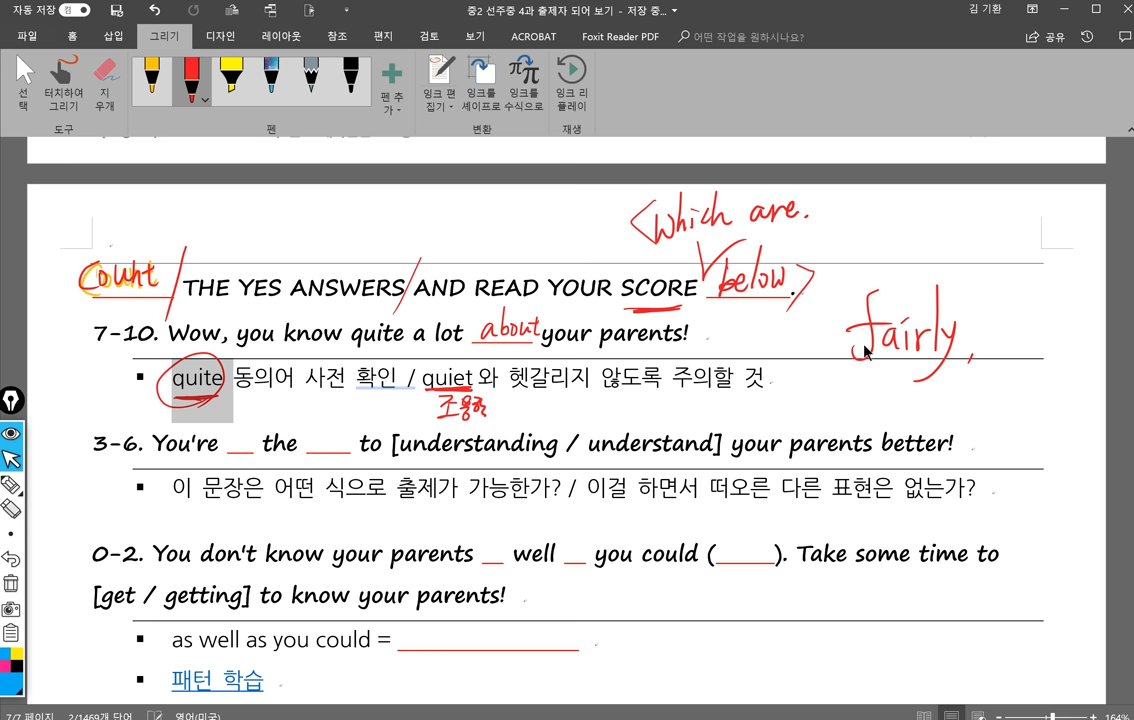 자동 저장 중2 선주중 4과 출제자 되어 보기 - 저장 중... 김 기환
파일 홈 삽입 그리기 디자인 레이아웃 참조 편지 검토 보기 ACROBAT Foxit Reader PDF 어떤 작업을 원하시나요? 공유
선택 터치하여 그리기 지우개 펜 추가 잉크 편집기 잉크를 셰이프로 잉크를 수식으로 잉크 리플레이
도구 펜 변환 재생
<which are.
Count / THE YES ANSWERS / AND READ YOUR SCORE below>.
7-10. Wow, you know quite a lot about your parents!
fairly,
▪ quite 동의어 사전 확인 / quiet와 헷갈리지 않도록 주의할 것
조용한
3-6. You're __ the ____ to [understanding / understand] your parents better!
▪ 이 문장은 어떤 식으로 출제가 가능한가? / 이걸 하면서 떠오른 다른 표현은 없는가?
0-2. You don't know your parents __ well __ you could (_____). Take some time to
[get / getting] to know your parents!
▪ as well as you could = ________________
▪ 패턴 학습
7/7 페이지 2/1469개 단어 영어(미국) 164%